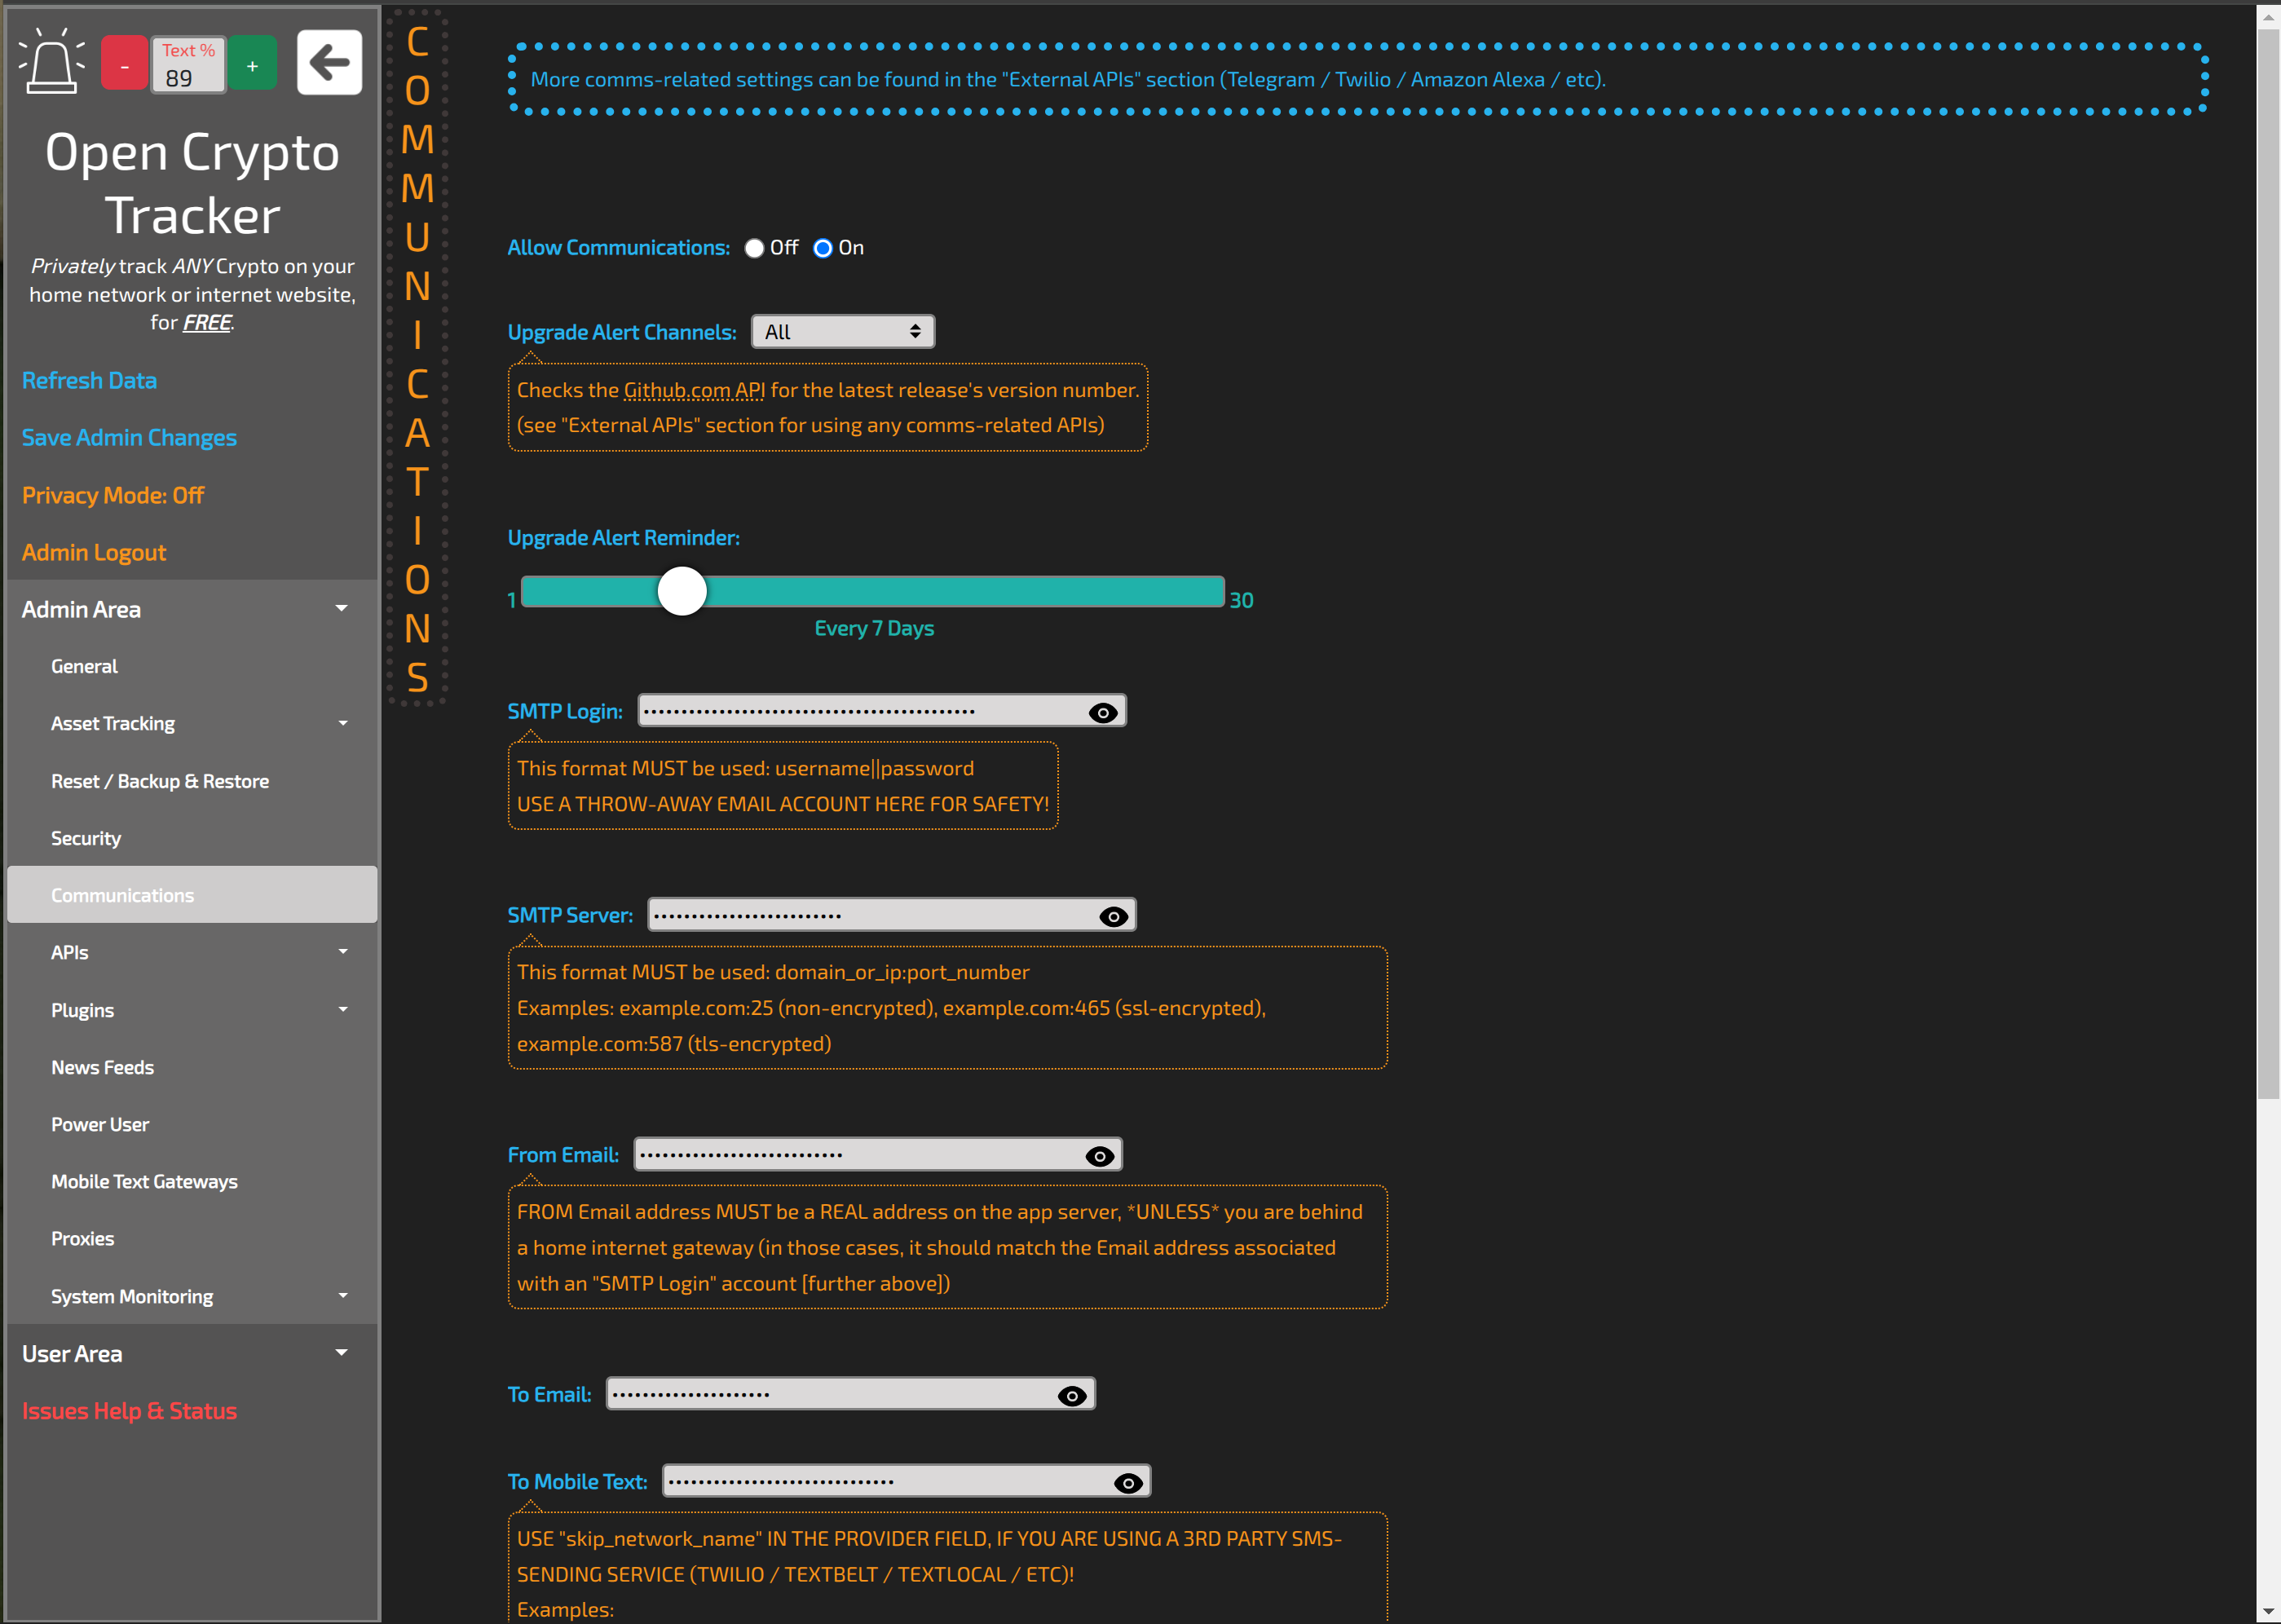 -
Text %
89
+
Open Crypto
Tracker
Privately track ANY Crypto on your
home network or internet website,
for FREE.
Refresh Data
Save Admin Changes
Privacy Mode: Off
Admin Logout
Admin Area
General
Asset Tracking
Reset / Backup & Restore
Security
Communications
APIs
Plugins
News Feeds
Power User
Mobile Text Gateways
Proxies
System Monitoring
User Area
Issues Help & Status
COMMUNICATIONS
More comms-related settings can be found in the "External APIs" section (Telegram / Twilio / Amazon Alexa / etc).
Allow Communications: Off On
Upgrade Alert Channels: All
Checks the Github.com API for the latest release's version number.
(see "External APIs" section for using any comms-related APIs)
Upgrade Alert Reminder:
1 30
Every 7 Days
SMTP Login: ••••••••••••••••••••••••••••••••••••••••••••
This format MUST be used: username||password
USE A THROW-AWAY EMAIL ACCOUNT HERE FOR SAFETY!
SMTP Server: •••••••••••••••••••••••••
This format MUST be used: domain_or_ip:port_number
Examples: example.com:25 (non-encrypted), example.com:465 (ssl-encrypted),
example.com:587 (tls-encrypted)
From Email: •••••••••••••••••••••••••••
FROM Email address MUST be a REAL address on the app server, *UNLESS* you are behind
a home internet gateway (in those cases, it should match the Email address associated
with an "SMTP Login" account [further above])
To Email: •••••••••••••••••••••
To Mobile Text: ••••••••••••••••••••••••••••••
USE "skip_network_name" IN THE PROVIDER FIELD, IF YOU ARE USING A 3RD PARTY SMS-
SENDING SERVICE (TWILIO / TEXTBELT / TEXTLOCAL / ETC)!
Examples: